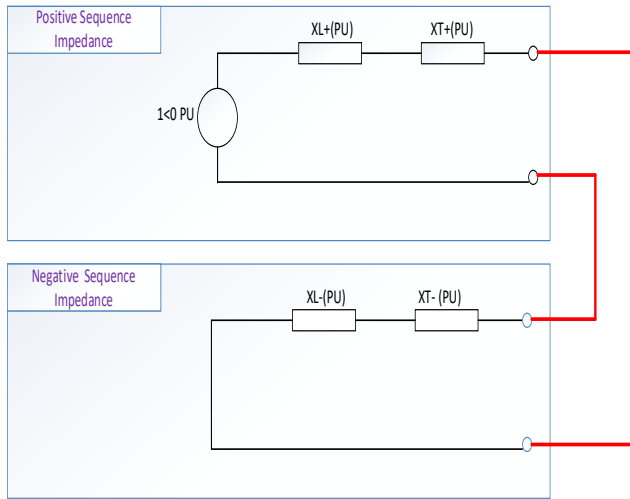 Positive Sequence
Impedance
XL+(PU)
XT+(PU)
1<0 PU
Negative Sequence
Impedance
XL-(PU)
XT- (PU)